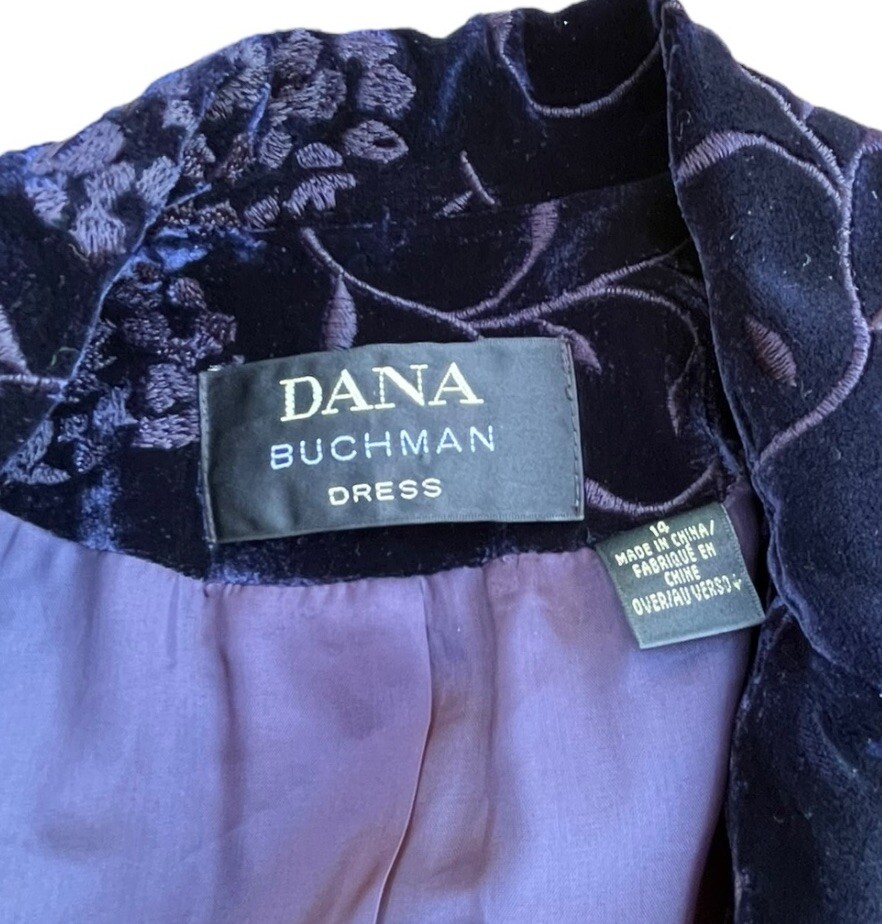 DANA
BUCHMAN
DRESS
14
MADE IN CHINA/
FABRIQUÉ EN
CHINE
OVER/AU VERSO↓